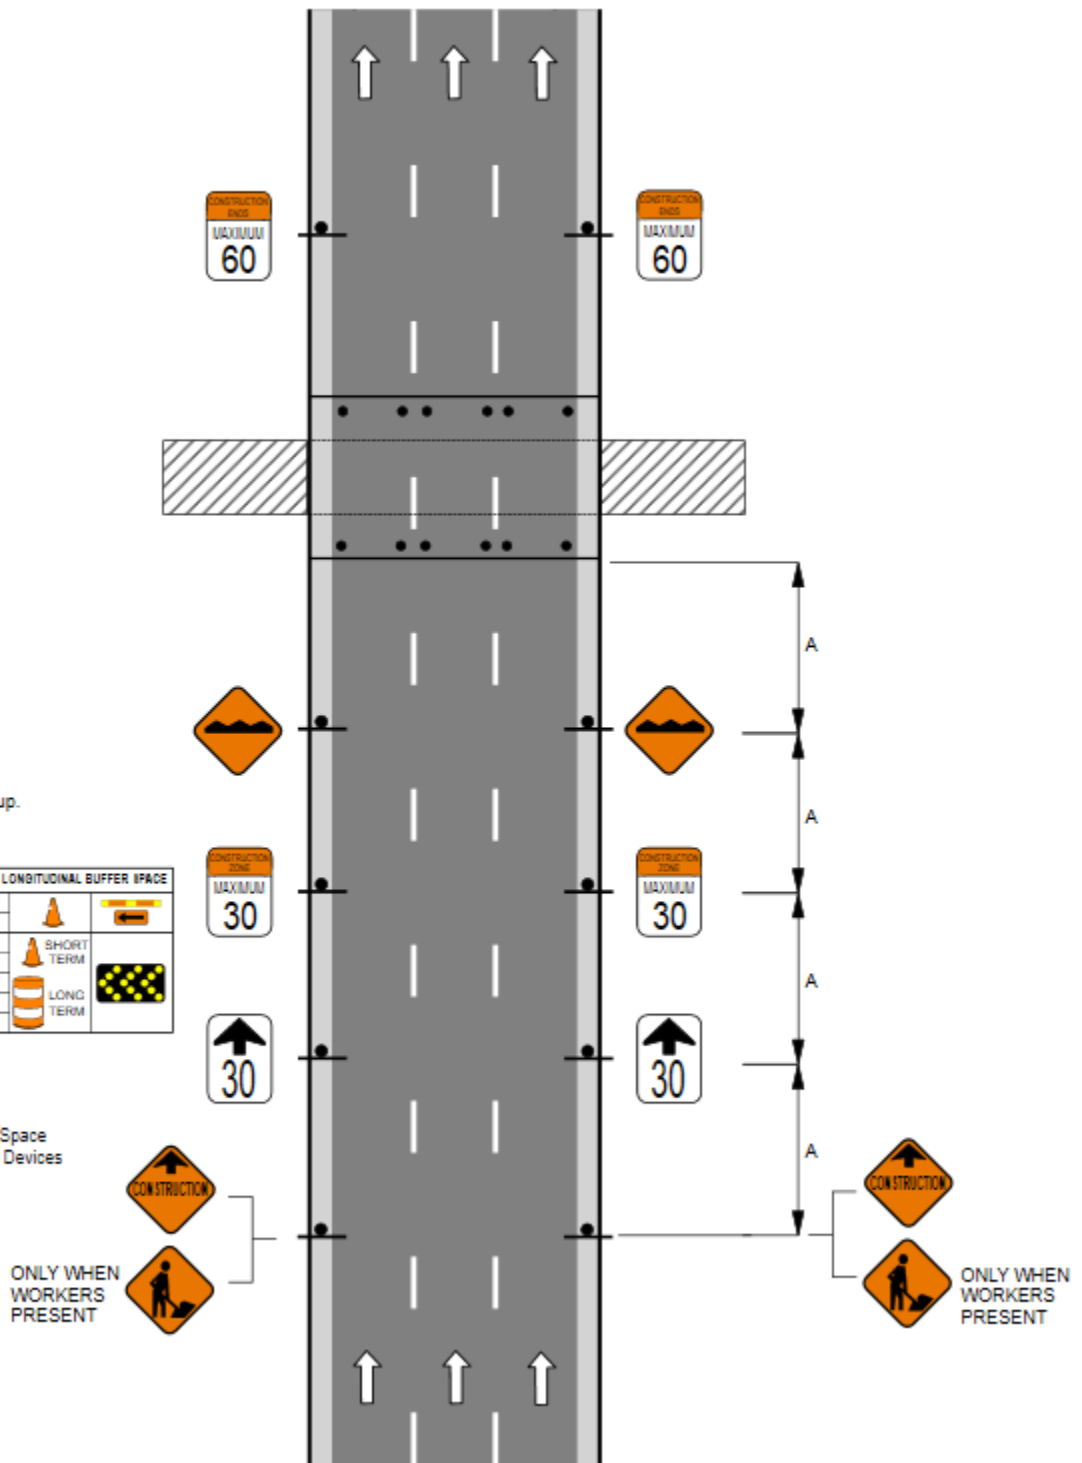 CONSTRUCTION
ENDS
MAXIMUM
60
CONSTRUCTION
ENDS
MAXIMUM
60
A
up.
A
CONSTRUCTION
ZONE
MAXIMUM
30
CONSTRUCTION
ZONE
MAXIMUM
30
LONGITUDINAL BUFFER SPACE
SHORT
TERM
LONG
TERM
A
30
30
Space
Devices
A
CONSTRUCTION
CONSTRUCTION
ONLY WHEN
WORKERS
PRESENT
ONLY WHEN
WORKERS
PRESENT